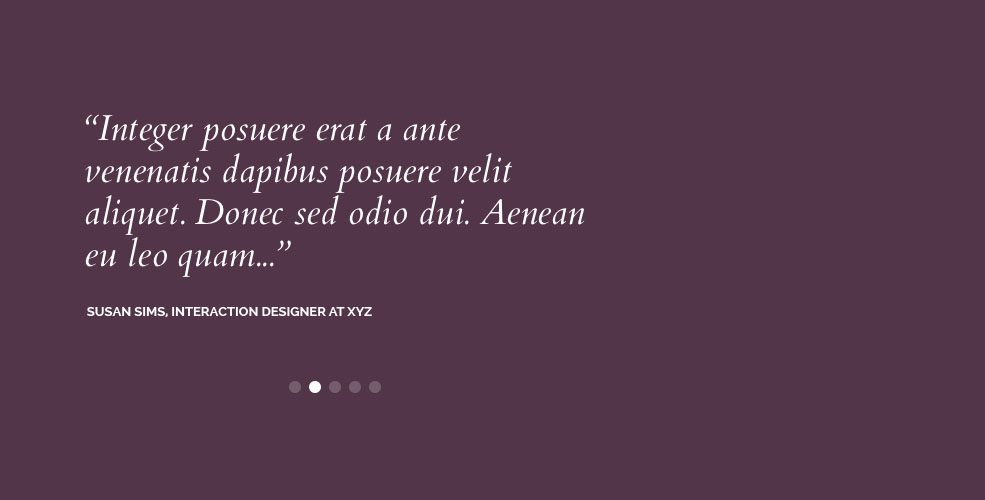 “Integer posuere erat a ante
venenatis dapibus posuere velit
aliquet. Donec sed odio dui. Aenean
eu leo quam...”
SUSAN SIMS, INTERACTION DESIGNER AT XYZ